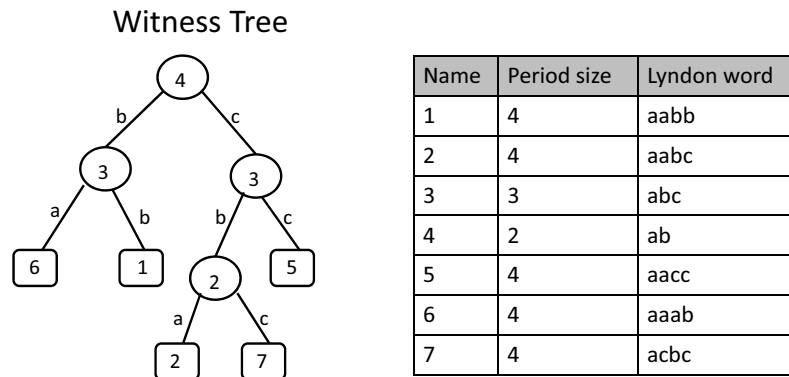 Witness Tree
4
b c
3 3
a b b c
6 1 2 5
a c
2 7
Name Period size Lyndon word
1 4 aabb
2 4 aabc
3 3 abc
4 2 ab
5 4 aacc
6 4 aaab
7 4 acbc